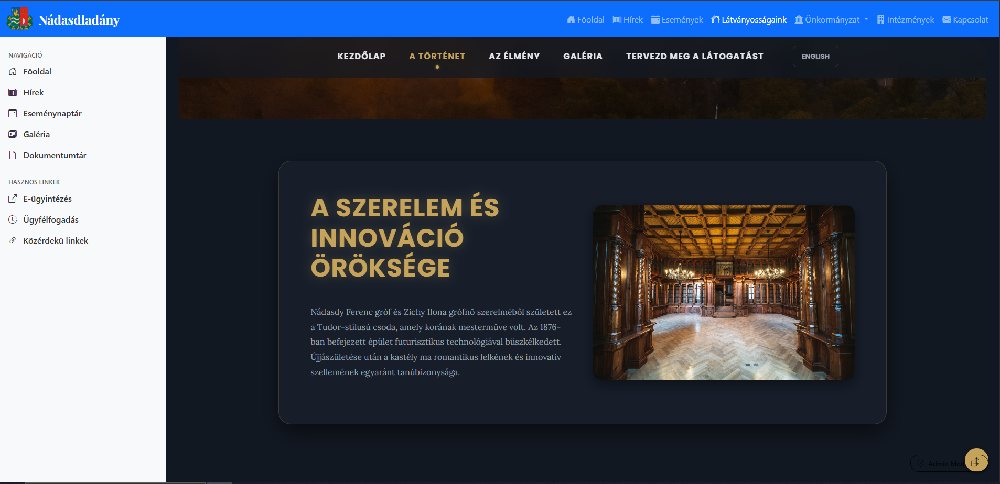 Nádasdladány
Főoldal
Hírek
Események
Látványosságaink
Önkormányzat
Intézmények
Kapcsolat
NAVIGÁCIÓ
Főoldal
Hírek
Eseménynaptár
Galéria
Dokumentumtár
HASZNOS LINKEK
E-ügyintézés
Ügyfélfogadás
Közérdekű linkek
KEZDŐLAP
A TÖRTÉNET
AZ ÉLMÉNY
GALÉRIA
TERVEZD MEG A LÁTOGATÁST
ENGLISH
A SZERELEM ÉS
INNOVÁCIÓ
ÖRÖKSÉGE
Nádasdy Ferenc gróf és Zichy Ilona grófnő szerelméből született ez
a Tudor-stílusú csoda, amely korának mesterműve volt. Az 1876-
ban befejezett épület futurisztikus technológiával büszkélkedett.
Újjászületése után a kastély ma romantikus lelkének és innovatív
szellemének egyaránt tanúbizonysága.
Admin Mód